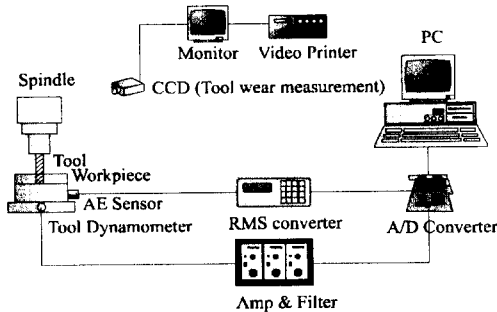 Monitor
Video Printer
PC
CCD (Tool wear measurement)
Spindle
Tool
Workpiece
AE Sensor
Tool Dynamometer
RMS converter
A/D Converter
Amp & Filter